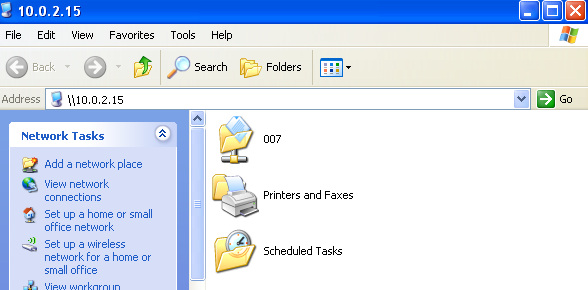 10.0.2.15
File Edit View Favorites Tools Help
Back Search Folders
Address \\10.0.2.15 Go
Network Tasks
Add a network place
View network
connections
Set up a home or small
office network
Set up a wireless
network for a home or
small office
View workgroup
007
Printers and Faxes
Scheduled Tasks